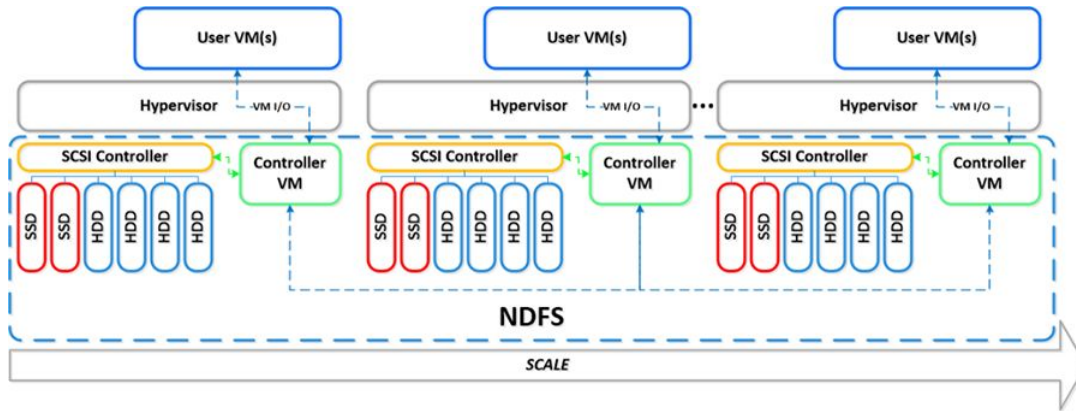 User VM(s)
User VM(s)
User VM(s)
Hypervisor
VM I/O
Hypervisor
VM I/O
...
Hypervisor
VM I/O
SCSI Controller
Controller
VM
SCSI Controller
Controller
VM
SCSI Controller
Controller
VM
SSD
SSD
HDD
HDD
HDD
HDD
SSD
SSD
HDD
HDD
HDD
HDD
SSD
SSD
HDD
HDD
HDD
HDD
NDFS
SCALE